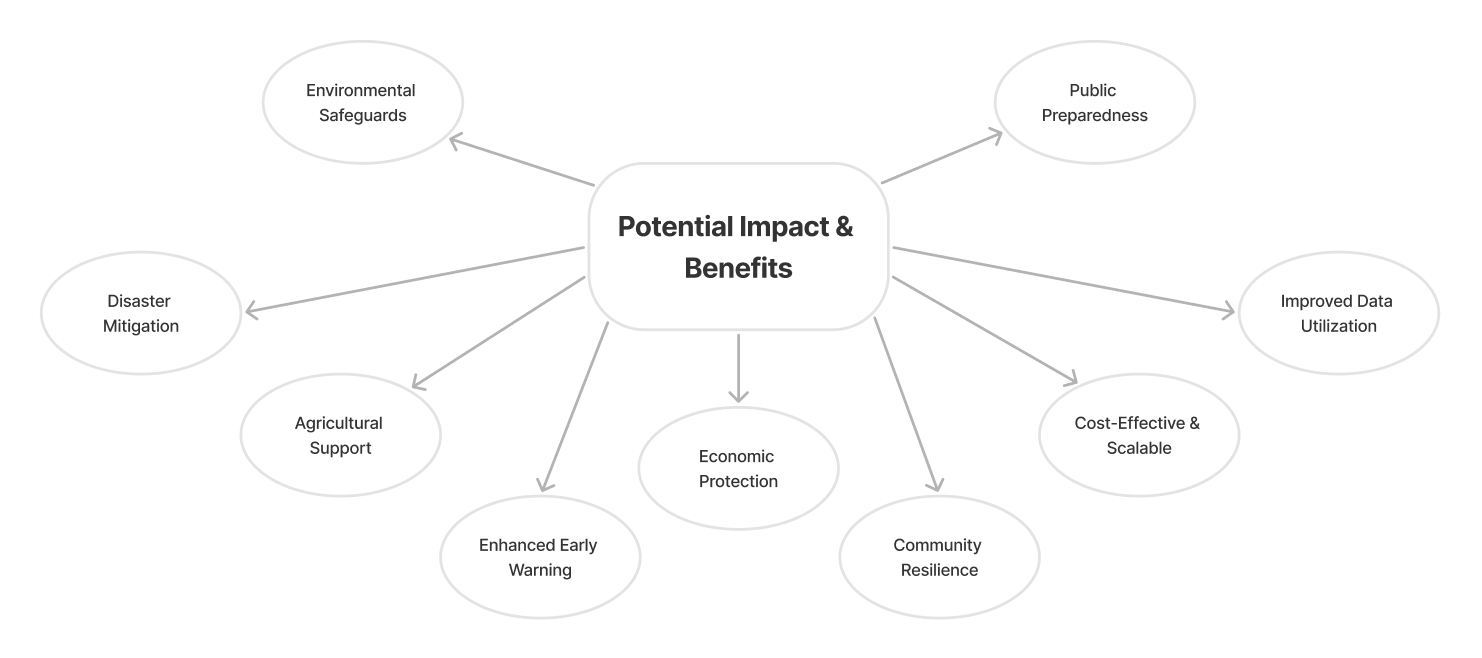 Environmental
Safeguards
Public
Preparedness
Potential Impact &
Benefits
Disaster
Mitigation
Improved Data
Utilization
Agricultural
Support
Cost-Effective &
Scalable
Economic
Protection
Enhanced Early
Warning
Community
Resilience